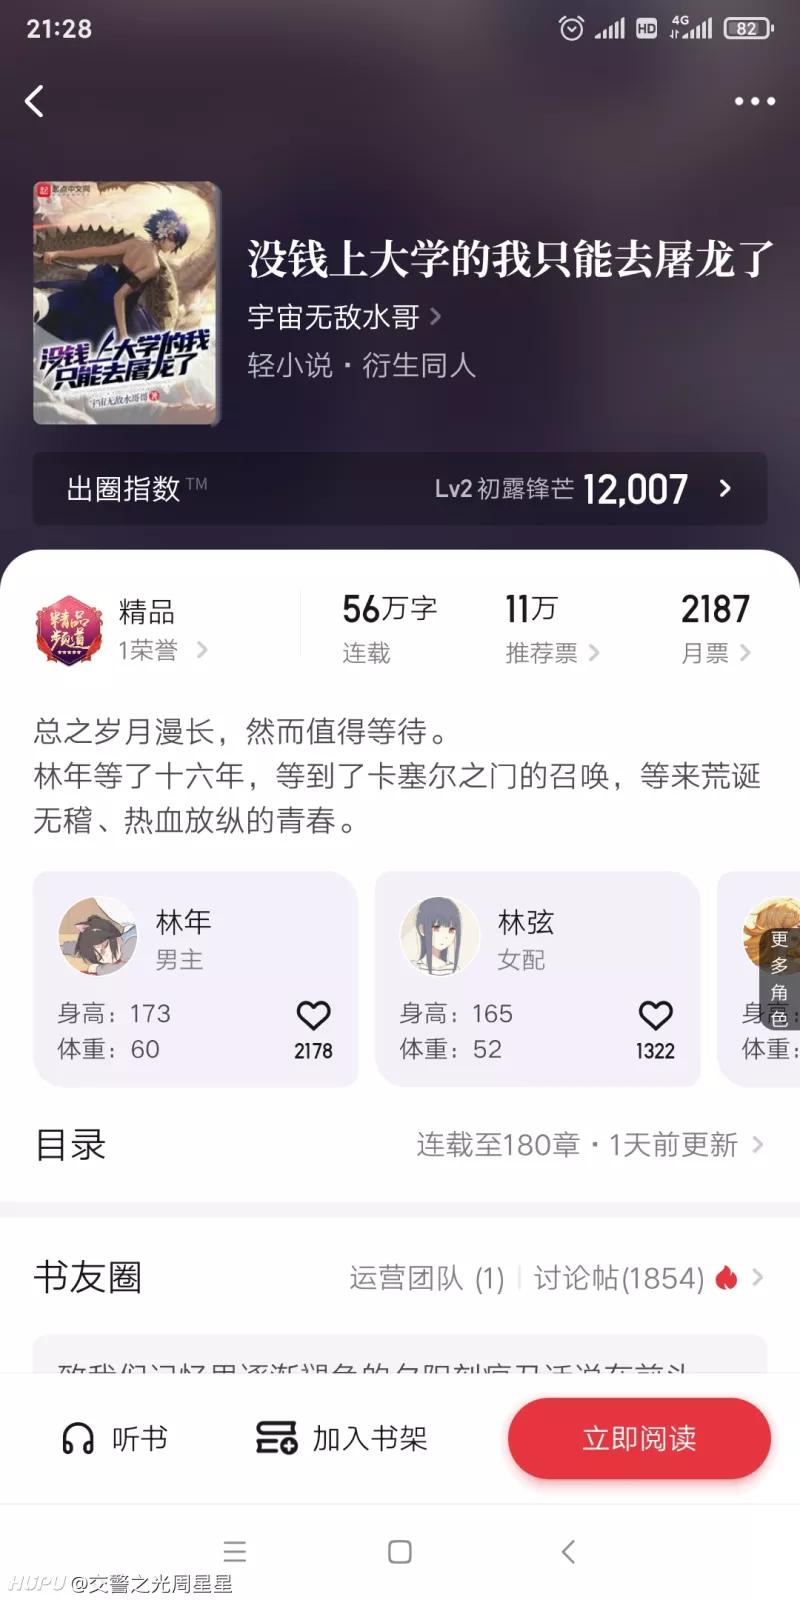 21:28
HD 4G 82
起点中文网
没钱上大学的我
只能去屠龙了
宇宙无敌水哥哥 著
没钱上大学的我只能去屠龙了
宇宙无敌水哥
轻小说·衍生同人
出圈指数™
Lv2 初露锋芒 12,007
精品频道
精品
1荣誉
56万字
连载
11万
推荐票
2187
月票
总之岁月漫长，然而值得等待。
林年等了十六年，等到了卡塞尔之门的召唤，等来荒诞
无稽、热血放纵的青春。
林年
男主
身高：173
体重：60
2178
林弦
女配
身高：165
体重：52
1322
更多角色
身高：
体重：
目录
连载至180章·1天前更新
书友圈
运营团队 (1)
讨论帖(1854)
听书
加入书架
立即阅读
HUPU @交警之光周星星